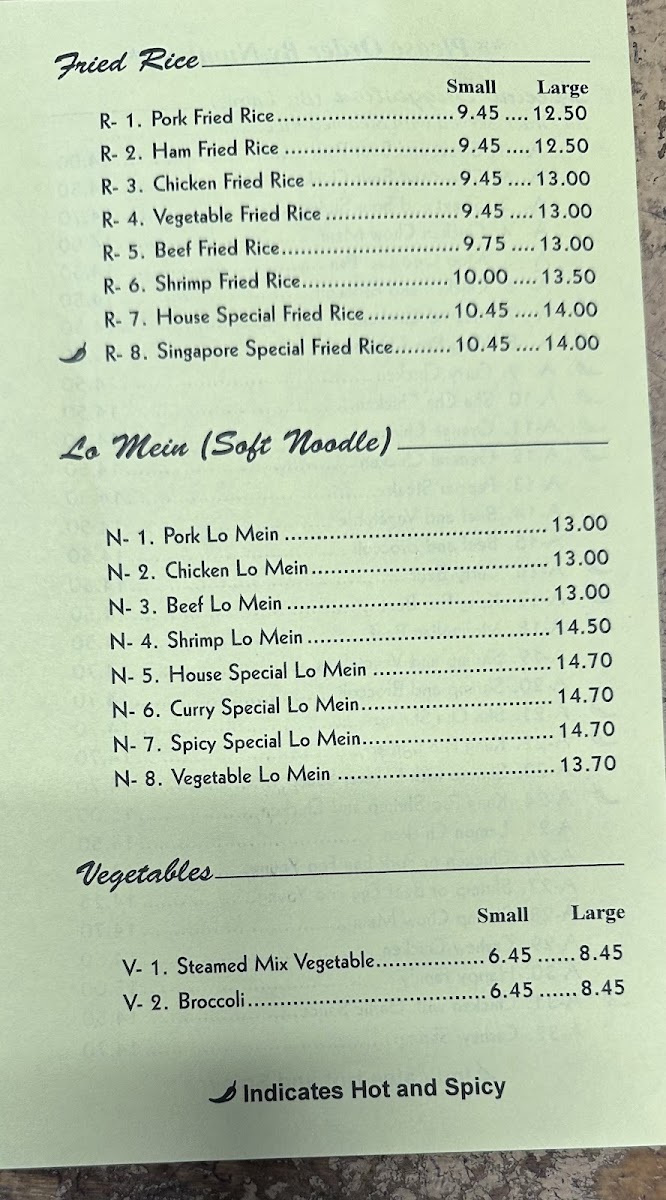 Fried Rice
Small Large
R- 1. Pork Fried Rice............................9.45 ....12.50
R- 2. Ham Fried Rice ...........................9.45 ....12.50
R- 3. Chicken Fried Rice .......................9.45 ....13.00
R- 4. Vegetable Fried Rice .....................9.45 ....13.00
R- 5. Beef Fried Rice............................9.75 ....13.00
R- 6. Shrimp Fried Rice.......................10.00 ....13.50
R- 7. House Special Fried Rice .............10.45 ....14.00
R- 8. Singapore Special Fried Rice.........10.45 ....14.00
Lo Mein (Soft Noodle)
N- 1. Pork Lo Mein .........................................13.00
N- 2. Chicken Lo Mein.....................................13.00
N- 3. Beef Lo Mein .........................................13.00
N- 4. Shrimp Lo Mein ......................................14.50
N- 5. House Special Lo Mein ............................14.70
N- 6. Curry Special Lo Mein..............................14.70
N- 7. Spicy Special Lo Mein..............................14.70
N- 8. Vegetable Lo Mein ..................................13.70
Vegetables
Small Large
V- 1. Steamed Mix Vegetable.................6.45 ......8.45
V- 2. Broccoli.....................................6.45 ......8.45
Indicates Hot and Spicy